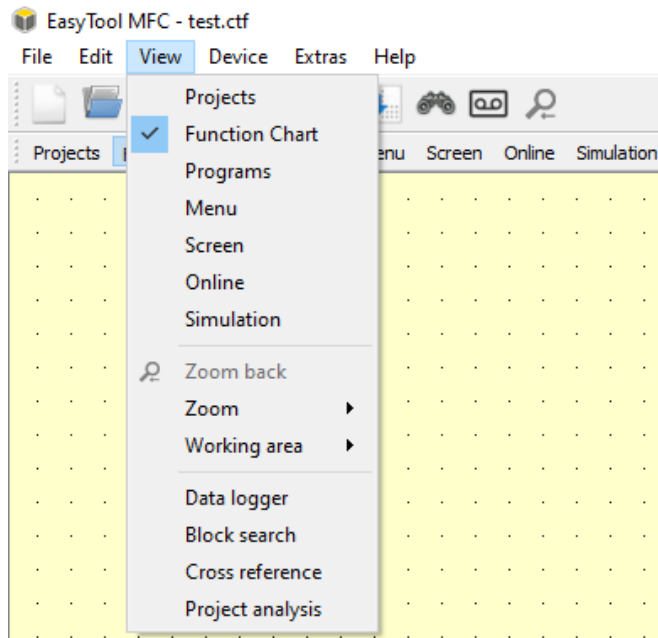 EasyTool MFC - test.ctf
File Edit View Device Extras Help
Projects
Function Chart
Programs
Menu
Screen
Online
Simulation
Zoom back
Zoom
Working area
Data logger
Block search
Cross reference
Project analysis
Projects Screen Online Simulation